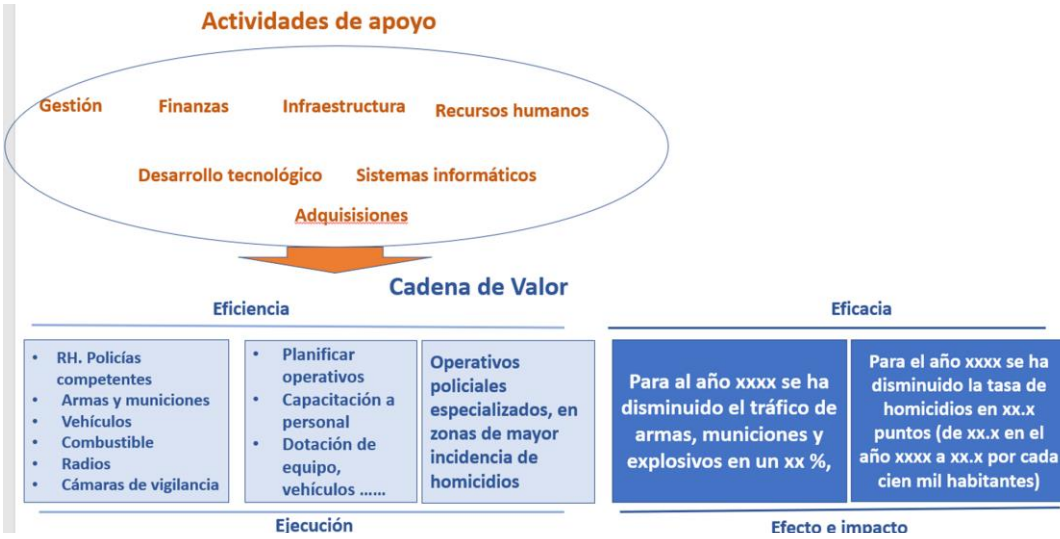 Actividades de apoyo
Gestión
Finanzas
Infraestructura
Recursos humanos
Desarrollo tecnológico
Sistemas informáticos
Adquisisiones
Cadena de Valor
Eficiencia
Eficacia
• RH. Policías
competentes
• Armas y municiones
• Vehículos
• Combustible
• Radios
• Cámaras de vigilancia
• Planificar
operativos
• Capacitación a
personal
• Dotación de
equipo,
vehículos ......
Operativos
policiales
especializados, en
zonas de mayor
incidencia de
homicidios
Para al año xxxx se ha
disminuido el tráfico de
armas, municiones y
explosivos en un xx %,
Para el año xxxx se ha
disminuido la tasa de
homicidios en xx.x
puntos (de xx.x en el
año xxxx a xx.x por cada
cien mil habitantes)
Ejecución
Efecto e impacto